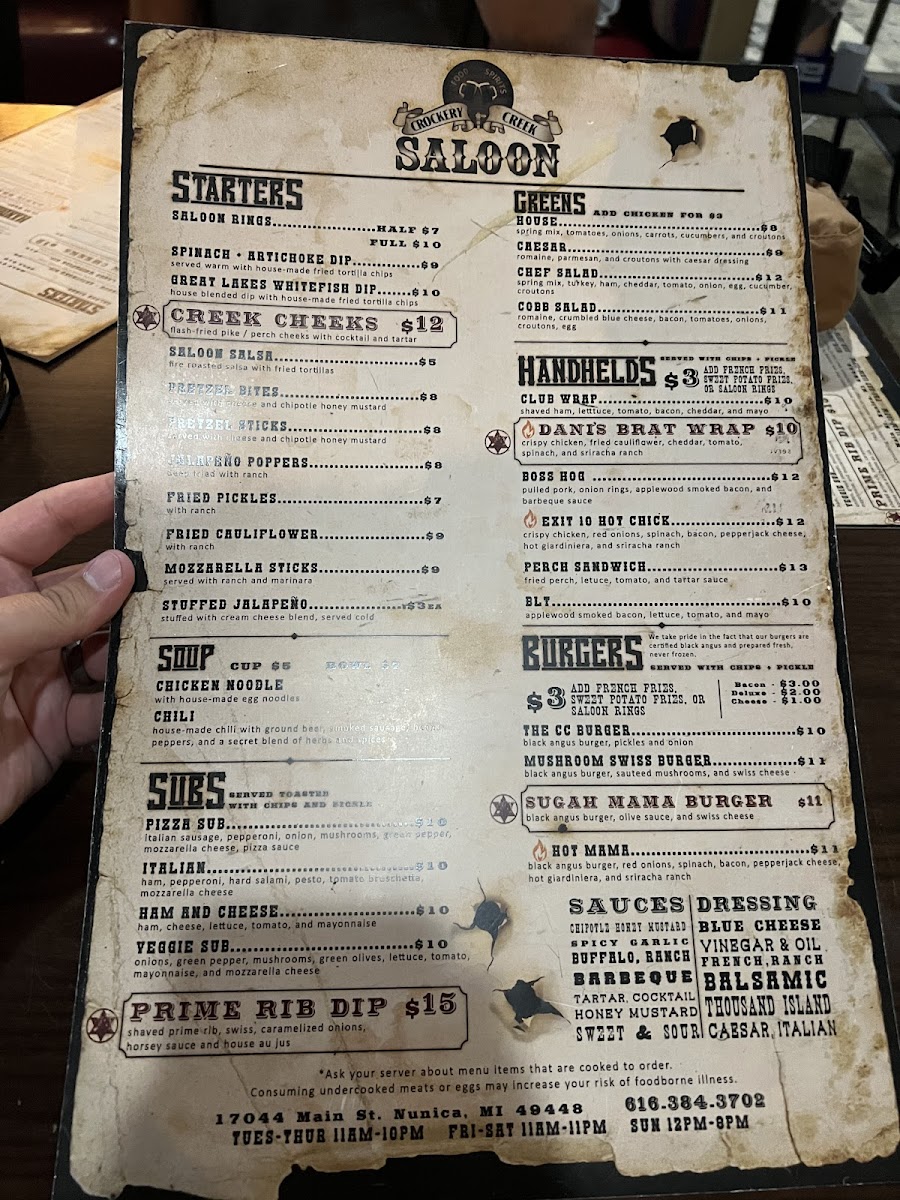 FOOD SPIRITS
CROCKERY CREEK
SALOON
STARTERS
SALOON RINGS HALF $7
FULL $10
SPINACH • ARTICHOKE DIP $9
served warm with house-made fried tortilla chips
GREAT LAKES WHITEFISH DIP $10
house blended dip with house-made fried tortilla chips
CREEK CHEEKS $12
flash-fried pike / perch cheeks with cocktail and tartar
SALOON SALSA $5
fire roasted salsa with fried tortillas
PRETZEL BITES $8
served with cheese and chipotle honey mustard
PRETZEL STICKS $8
served with cheese and chipotle honey mustard
JALAPEÑO POPPERS $8
deep fried with ranch
FRIED PICKLES $7
with ranch
FRIED CAULIFLOWER $9
with ranch
MOZZARELLA STICKS $9
served with ranch and marinara
STUFFED JALAPEÑO $3 EA
stuffed with cream cheese blend, served cold
SOUP CUP $5 BOWL $7
CHICKEN NOODLE
with house-made egg noodles
CHILI
house-made chili with ground beef, smoked sausage, beans,
peppers, and a secret blend of herbs and spices
SUBS SERVED TOASTED
WITH CHIPS AND PICKLE
PIZZA SUB $10
italian sausage, pepperoni, onion, mushrooms, green pepper,
mozzarella cheese, pizza sauce
ITALIAN $10
ham, pepperoni, hard salami, pesto, tomato bruschetta,
mozzarella cheese
HAM AND CHEESE $10
ham, cheese, lettuce, tomato, and mayonnaise
VEGGIE SUB $10
onions, green pepper, mushrooms, green olives, lettuce, tomato,
mayonnaise, and mozzarella cheese
PRIME RIB DIP $15
shaved prime rib, swiss, caramelized onions,
horsey sauce and house au jus
GREENS ADD CHICKEN FOR $3
HOUSE $8
spring mix, tomatoes, onions, carrots, cucumbers, and croutons
CAESAR $9
romaine, parmesan, and croutons with caesar dressing
CHEF SALAD $12
spring mix, turkey, ham, cheddar, tomato, onion, egg, cucumber,
croutons
COBB SALAD $11
romaine, crumbled blue cheese, bacon, tomatoes, onions,
croutons, egg
HANDHELDS SERVED WITH CHIPS + PICKLE
$3 ADD FRENCH FRIES,
SWEET POTATO FRIES,
OR SALOON RINGS
CLUB WRAP $10
shaved ham, letttuce, tomato, bacon, cheddar, and mayo
DANI'S BRAT WRAP $10
crispy chicken, fried cauliflower, cheddar, tomato,
spinach, and sriracha ranch
BOSS HOG $12
pulled pork, onion rings, applewood smoked bacon, and
barbeque sauce
EXIT 10 HOT CHICK $12
crispy chicken, red onions, spinach, bacon, pepperjack cheese,
hot giardiniera, and sriracha ranch
PERCH SANDWICH $13
fried perch, letuce, tomato, and tartar sauce
BLT $10
applewood smoked bacon, lettuce, tomato, and mayo
BURGERS
We take pride in the fact that our burgers are
certified black angus and prepared fresh,
never frozen.
SERVED WITH CHIPS + PICKLE
$3 ADD FRENCH FRIES,
SWEET POTATO FRIES, OR
SALOON RINGS
Bacon - $3.00
Deluxe - $2.00
Cheese - $1.00
THE CC BURGER $10
black angus burger, pickles and onion
MUSHROOM SWISS BURGER $11
black angus burger, sauteed mushrooms, and swiss cheese
SUGAH MAMA BURGER $11
black angus burger, olive sauce, and swiss cheese
HOT MAMA $11
black angus burger, red onions, spinach, bacon, pepperjack cheese,
hot giardiniera, and sriracha ranch
SAUCES
CHIPOTLE HONEY MUSTARD
SPICY GARLIC
BUFFALO, RANCH
BARBEQUE
TARTAR, COCKTAIL
HONEY MUSTARD
SWEET & SOUR
DRESSING
BLUE CHEESE
VINEGAR & OIL
FRENCH, RANCH
BALSAMIC
THOUSAND ISLAND
CAESAR, ITALIAN
*Ask your server about menu items that are cooked to order.
Consuming undercooked meats or eggs may increase your risk of foodborne illness.
17044 Main St. Nunica, MI 49448 616.384.3702
TUES-THUR 11AM-10PM FRI-SAT 11AM-11PM SUN 12PM-8PM
STARTERS
PRIME RIB DIP